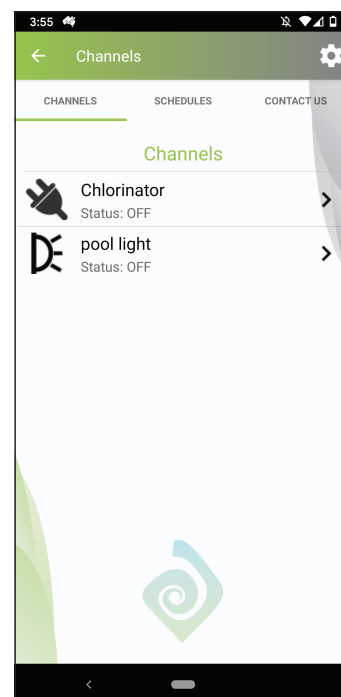 3:55
Channels
CHANNELS SCHEDULES CONTACT US
Channels
Chlorinator
Status: OFF
pool light
Status: OFF